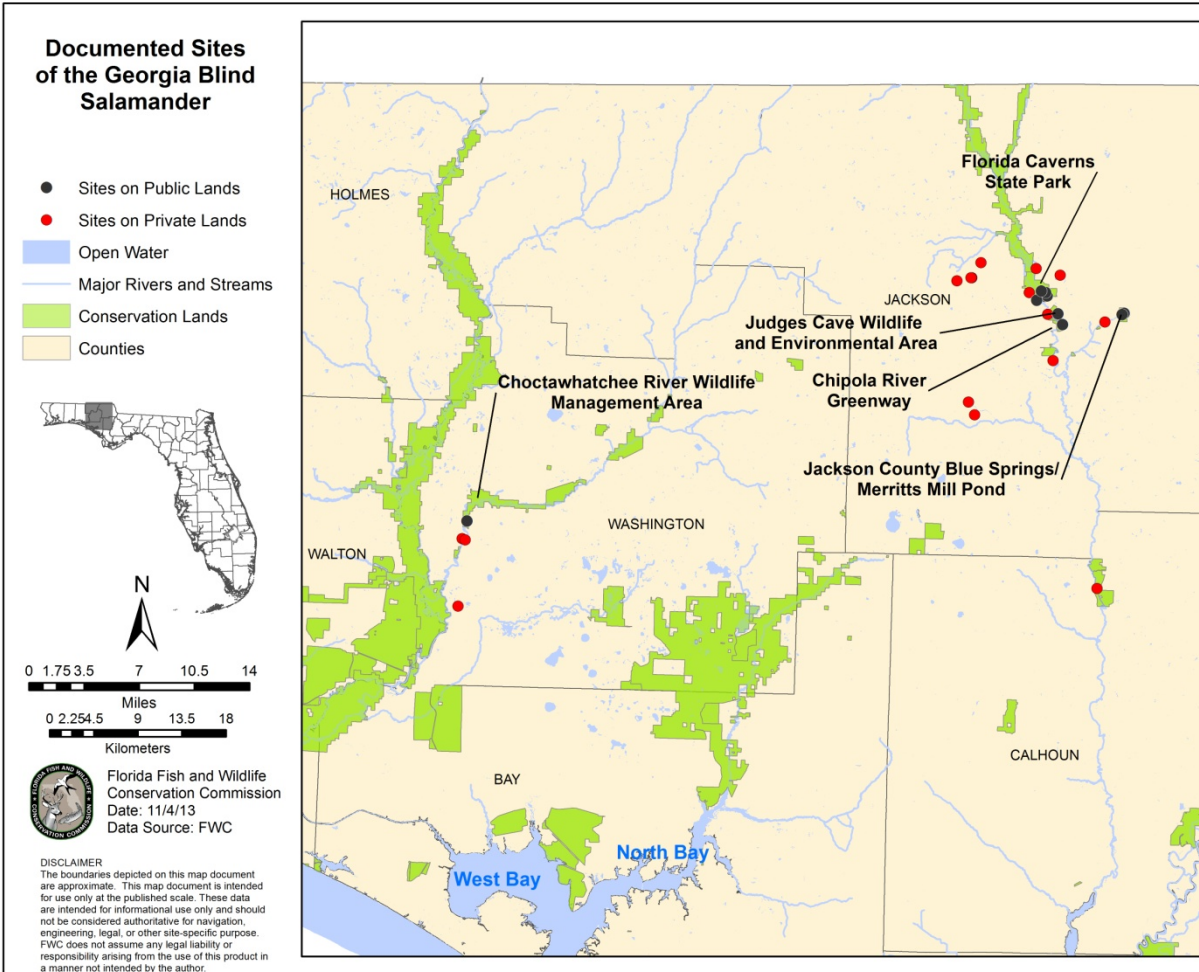 Documented Sites
of the Georgia Blind
Salamander
Sites on Public Lands
Sites on Private Lands
Open Water
Major Rivers and Streams
Conservation Lands
Counties
N
0 1.75 3.5 7 10.5 14
Miles
0 2.25 4.5 9 13.5 18
Kilometers
FLORIDA FISH AND WILDLIFE
CONSERVATION COMMISSION
Florida Fish and Wildlife
Conservation Commission
Date: 11/4/13
Data Source: FWC
DISCLAIMER
The boundaries depicted on this map document
are approximate. This map document is intended
for use only at the published scale. These data
are intended for informational use only and should
not be considered authoritative for navigation,
engineering, legal, or other site-specific purpose.
FWC does not assume any legal liability or
responsibility arising from the use of this product in
a manner not intended by the author.
HOLMES
Florida Caverns
State Park
JACKSON
Judges Cave Wildlife
and Environmental Area
Choctawhatchee River Wildlife
Management Area
Chipola River
Greenway
Jackson County Blue Springs/
Merritts Mill Pond
WASHINGTON
WALTON
CALHOUN
BAY
North Bay
West Bay